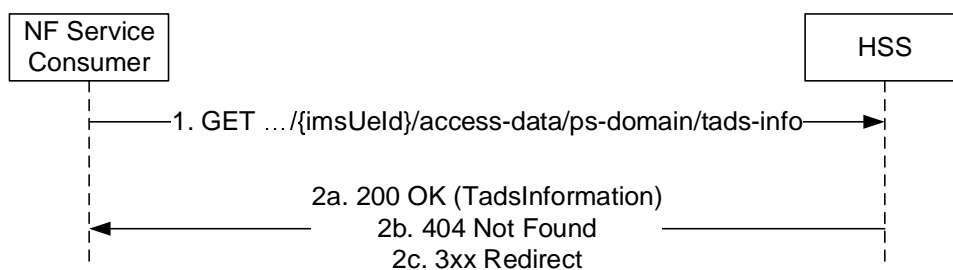 NF Service
Consumer
HSS
1. GET …/{imsUeId}/access-data/ps-domain/tads-info
2a. 200 OK (TadsInformation)
2b. 404 Not Found
2c. 3xx Redirect